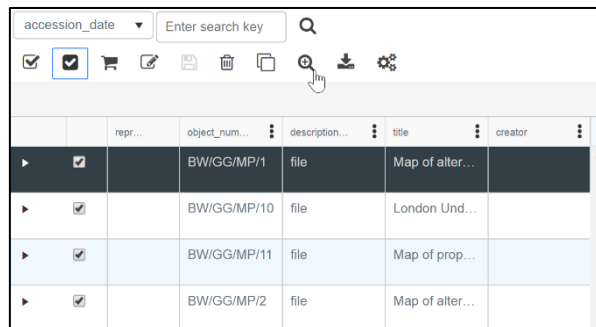 accession_date Enter search key
repr... object_num... description... title creator
BW/GG/MP/1 file Map of alter...
BW/GG/MP/10 file London Und...
BW/GG/MP/11 file Map of prop...
BW/GG/MP/2 file Map of alter...